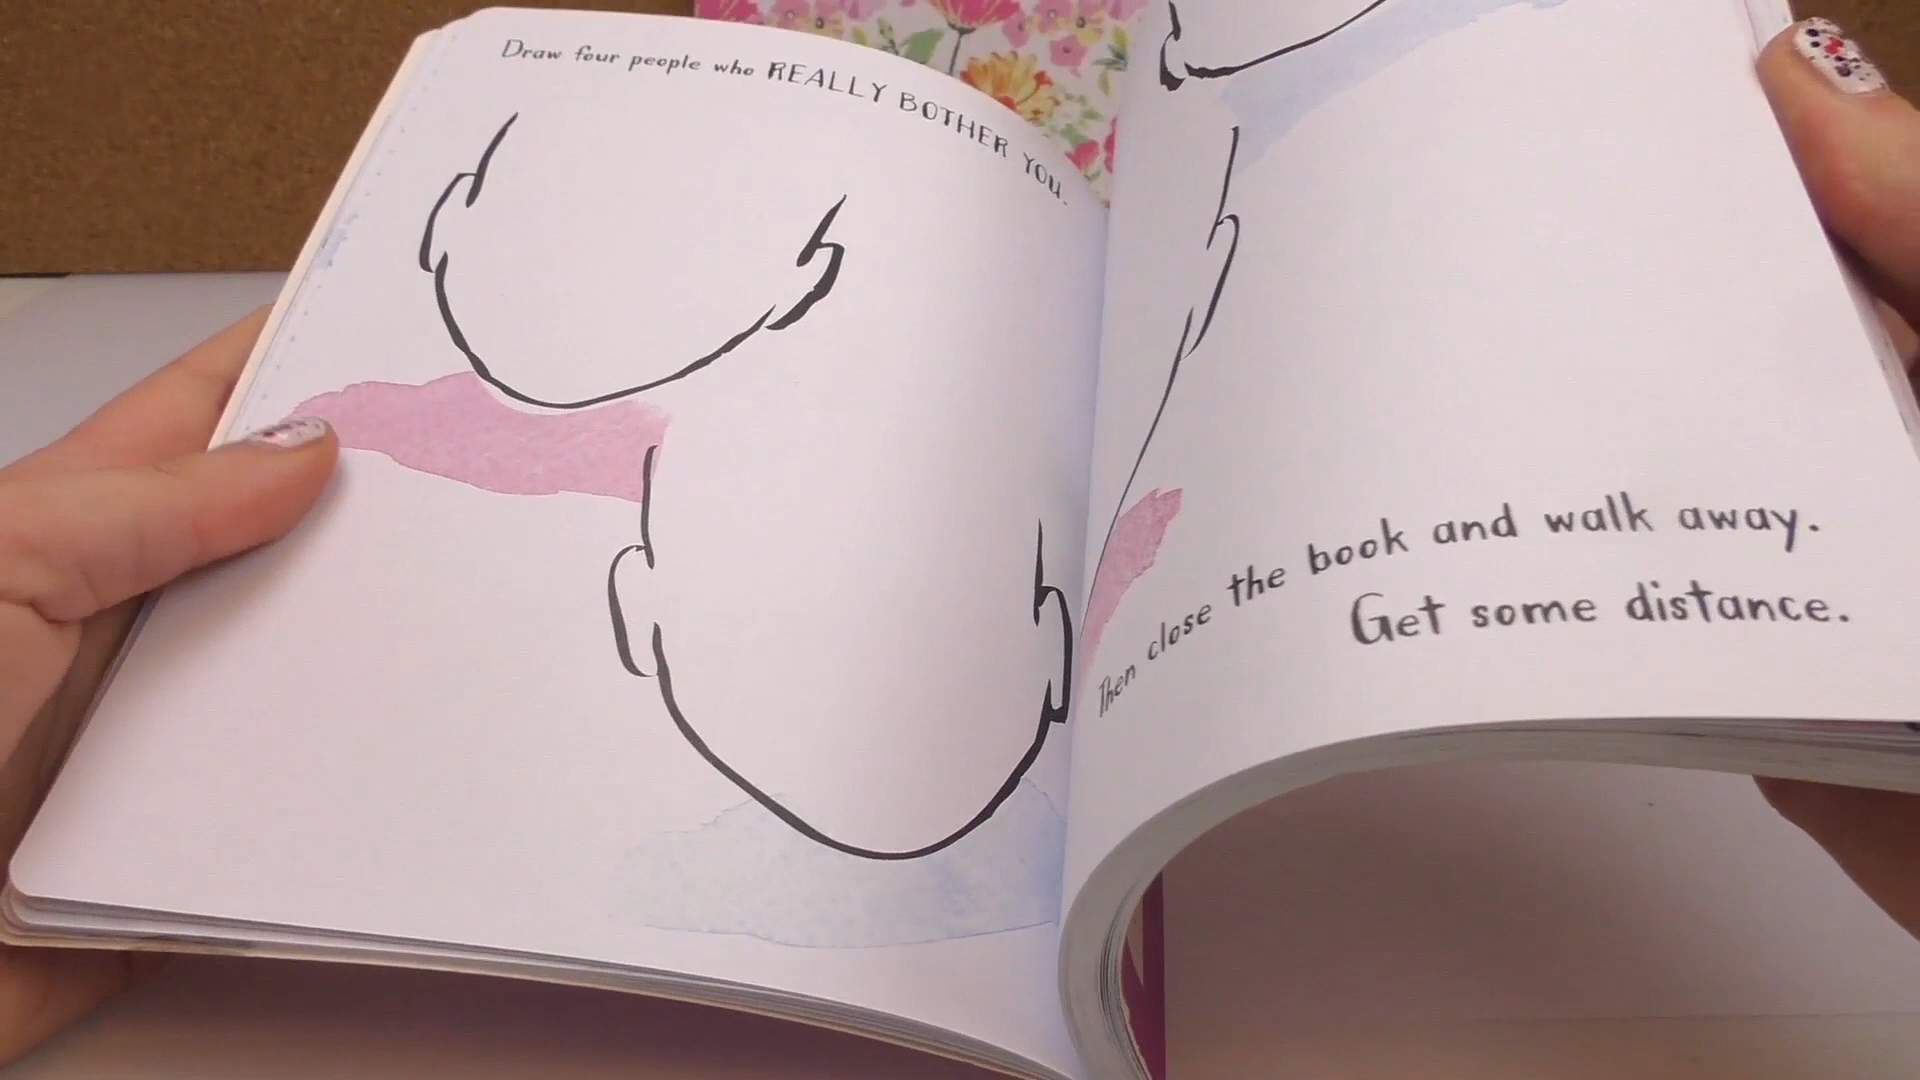 Draw four people who REALLY BOTHER YOU.
Then close the book and walk away.
Get some distance.